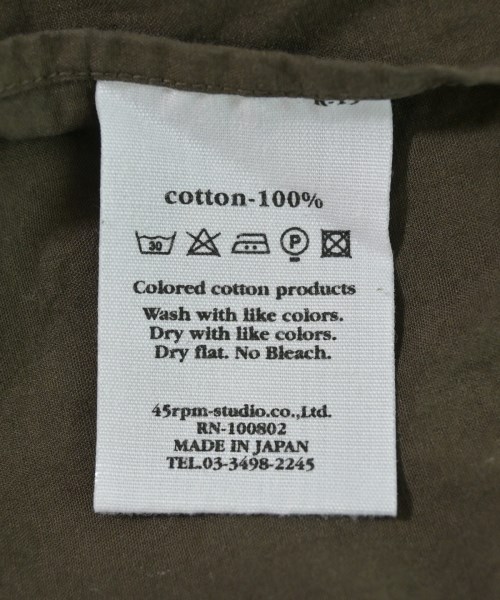 cotton-100%
30 P
Colored cotton products
Wash with like colors.
Dry with like colors.
Dry flat. No Bleach.
45rpm-studio.co.,Ltd.
RN-100802
MADE IN JAPAN
TEL.03-3498-2245